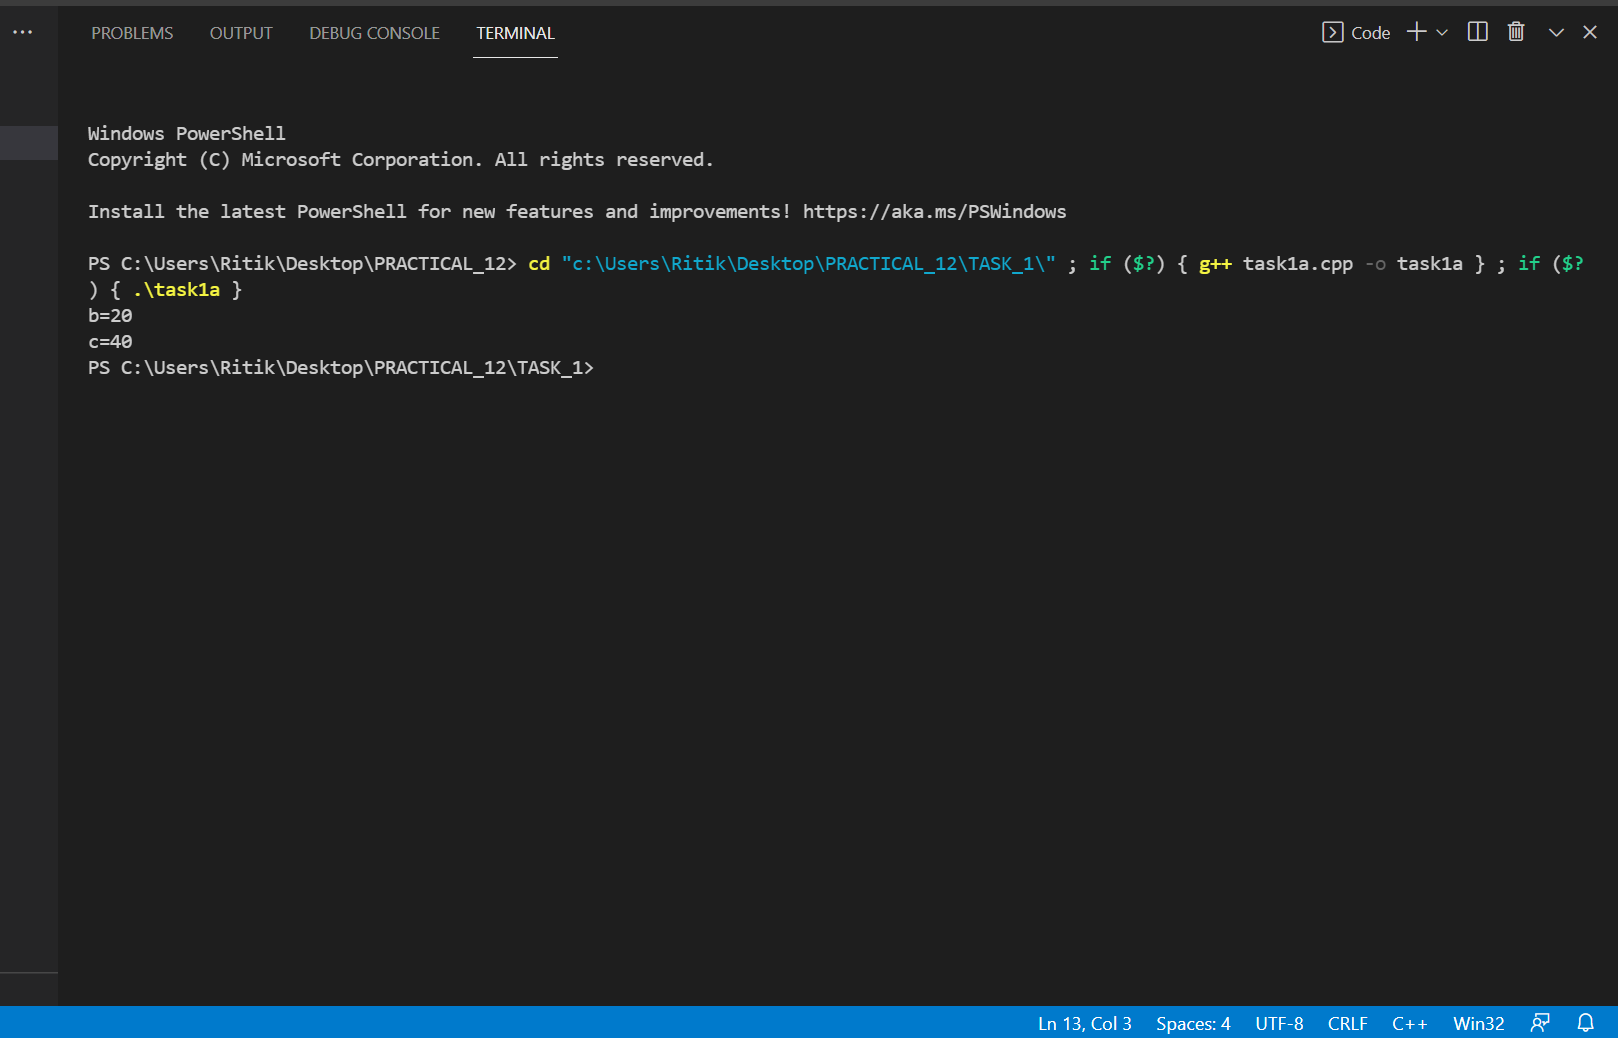 PROBLEMS OUTPUT DEBUG CONSOLE TERMINAL Code
Windows PowerShell
Copyright (C) Microsoft Corporation. All rights reserved.
Install the latest PowerShell for new features and improvements! https://aka.ms/PSWindows
PS C:\Users\Ritik\Desktop\PRACTICAL_12> cd "c:\Users\Ritik\Desktop\PRACTICAL_12\TASK_1\" ; if ($?) { g++ task1a.cpp -o task1a } ; if ($?
) { .\task1a }
b=20
c=40
PS C:\Users\Ritik\Desktop\PRACTICAL_12\TASK_1>
Ln 13, Col 3 Spaces: 4 UTF-8 CRLF C++ Win32